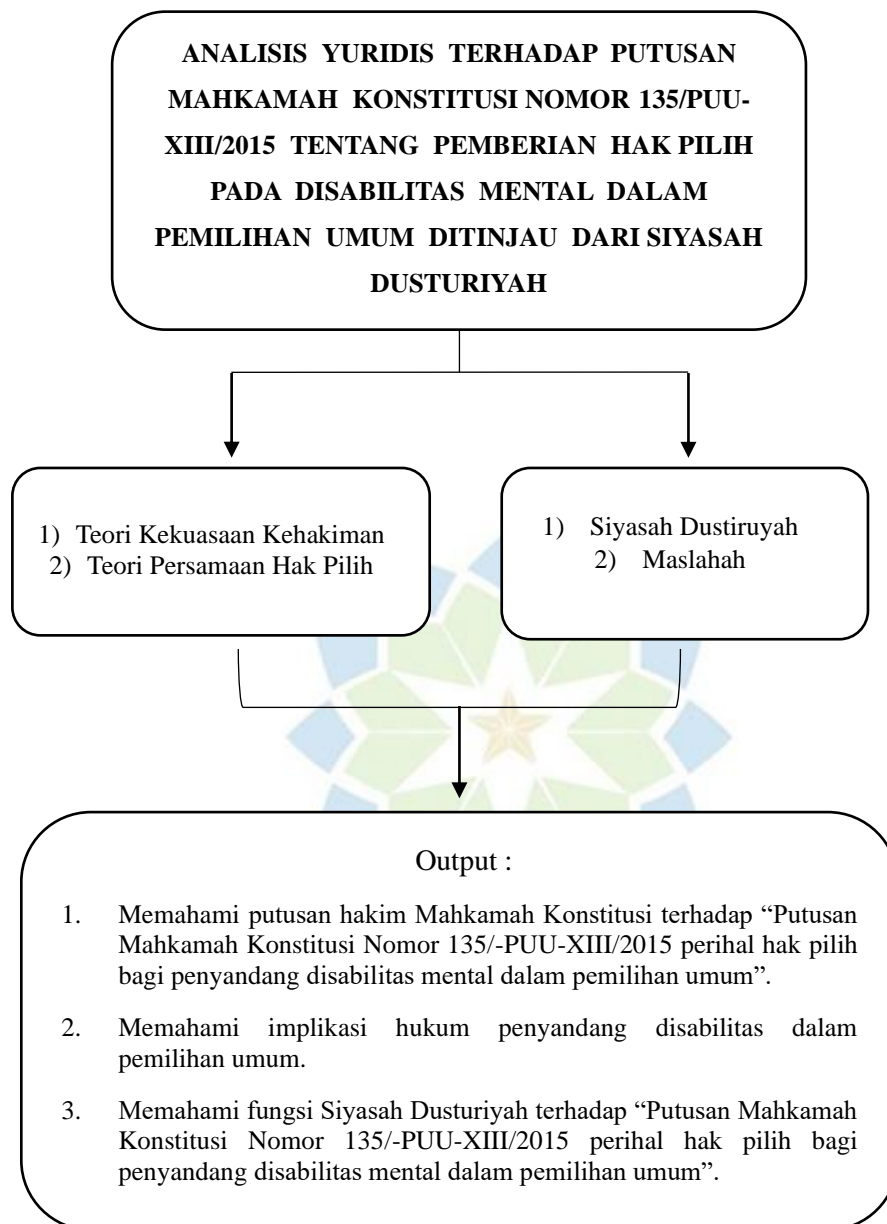 ANALISIS YURIDIS TERHADAP PUTUSAN
MAHKAMAH KONSTITUSI NOMOR 135/PUU-
XIII/2015 TENTANG PEMBERIAN HAK PILIH
PADA DISABILITAS MENTAL DALAM
PEMILIHAN UMUM DITINJAU DARI SIYASAH
DUSTURIYAH
1) Teori Kekuasaan Kehakiman
2) Teori Persamaan Hak Pilih
1) Siyasah Dustiruyah
2) Maslahah
Output :
1. Memahami putusan hakim Mahkamah Konstitusi terhadap “Putusan
Mahkamah Konstitusi Nomor 135/-PUU-XIII/2015 perihal hak pilih
bagi penyandang disabilitas mental dalam pemilihan umum”.
2. Memahami implikasi hukum penyandang disabilitas dalam
pemilihan umum.
3. Memahami fungsi Siyasah Dusturiyah terhadap “Putusan Mahkamah
Konstitusi Nomor 135/-PUU-XIII/2015 perihal hak pilih bagi
penyandang disabilitas mental dalam pemilihan umum”.